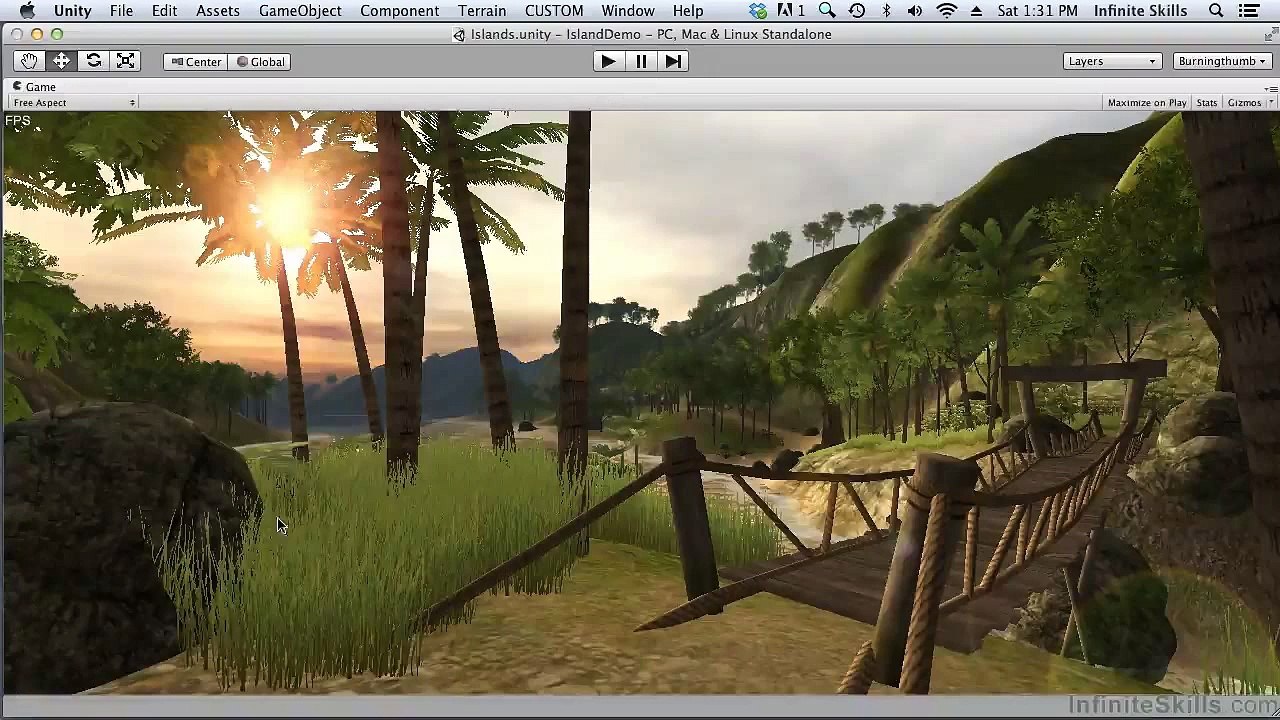 Unity File Edit Assets GameObject Component Terrain CUSTOM Window Help 1 Sat 1:31 PM Infinite Skills
Islands.unity - IslandDemo - PC, Mac & Linux Standalone
Center Global Layers Burningthumb
Game
Free Aspect Maximize on Play Stats Gizmos
FPS
InfiniteSkills.com